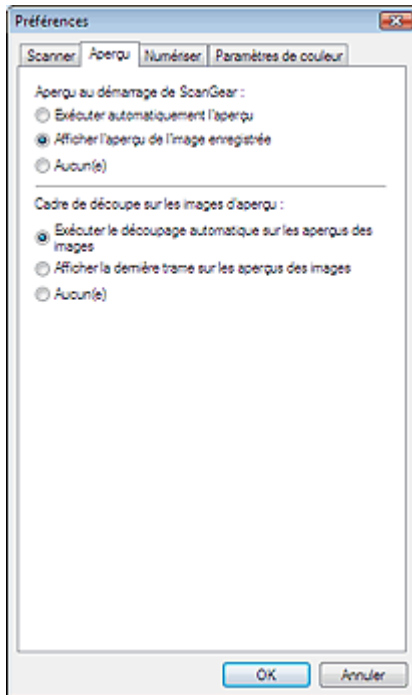 Préférences
Scanner Aperçu Numériser Paramètres de couleur
Aperçu au démarrage de ScanGear :
Exécuter automatiquement l'aperçu
Afficher l'aperçu de l'image enregistrée
Aucun(e)
Cadre de découpe sur les images d'aperçu :
Exécuter le découpage automatique sur les aperçus des
images
Afficher la dernière trame sur les aperçus des images
Aucun(e)
OK Annuler